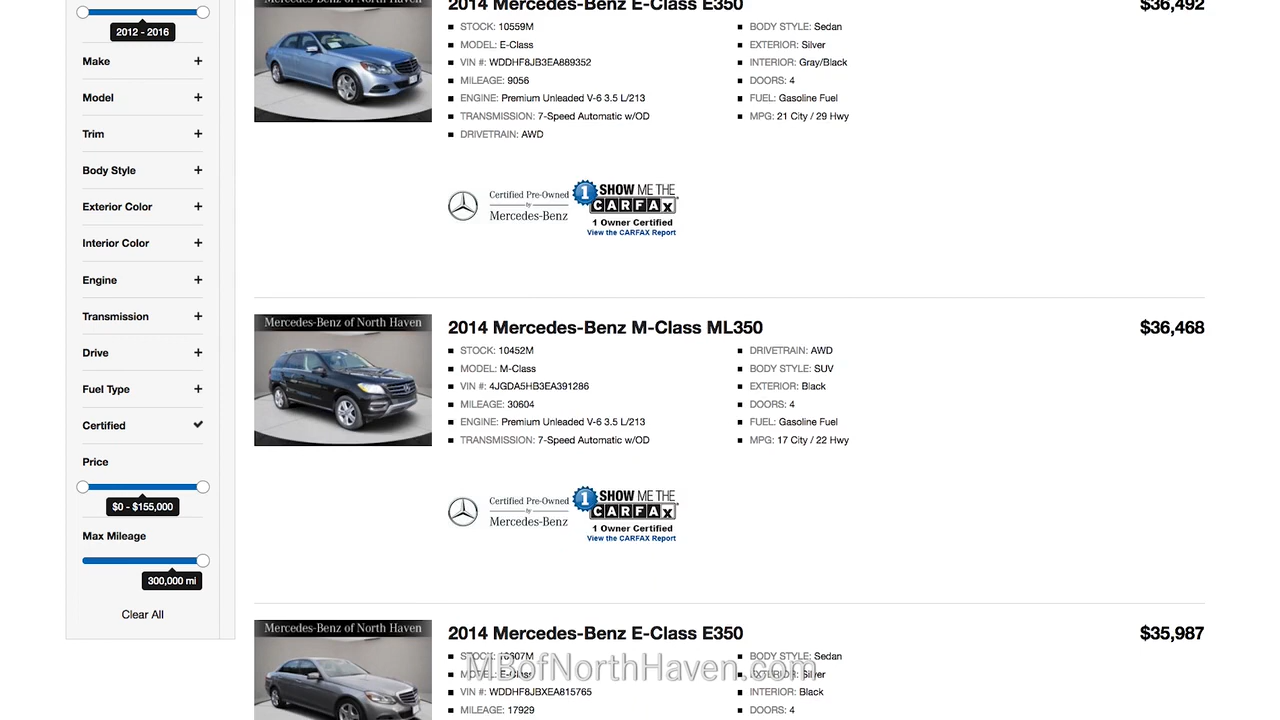 2012 - 2016
Make +
Model +
Trim +
Body Style +
Exterior Color +
Interior Color +
Engine +
Transmission +
Drive +
Fuel Type +
Certified ✔
Price
$0 - $155,000
Max Mileage
300,000 mi
Clear All
2014 Mercedes-Benz E-Class E350
$36,492
STOCK: 10559M
MODEL: E-Class
VIN #: WDDHF8JB3EA889352
MILEAGE: 9056
ENGINE: Premium Unleaded V-6 3.5 L/213
TRANSMISSION: 7-Speed Automatic w/OD
DRIVETRAIN: AWD
BODY STYLE: Sedan
EXTERIOR: Silver
INTERIOR: Gray/Black
DOORS: 4
FUEL: Gasoline Fuel
MPG: 21 City / 29 Hwy
Certified Pre-Owned
by
Mercedes-Benz
1 SHOW ME THE
CARFAX
1 Owner Certified
View the CARFAX Report
Mercedes-Benz of North Haven
2014 Mercedes-Benz M-Class ML350
$36,468
STOCK: 10452M
MODEL: M-Class
VIN #: 4JGDA5HB3EA391286
MILEAGE: 30604
ENGINE: Premium Unleaded V-6 3.5 L/213
TRANSMISSION: 7-Speed Automatic w/OD
DRIVETRAIN: AWD
BODY STYLE: SUV
EXTERIOR: Black
DOORS: 4
FUEL: Gasoline Fuel
MPG: 17 City / 22 Hwy
Certified Pre-Owned
by
Mercedes-Benz
1 SHOW ME THE
CARFAX
1 Owner Certified
View the CARFAX Report
Mercedes-Benz of North Haven
2014 Mercedes-Benz E-Class E350
$35,987
STOCK:
MODEL: E-Class
VIN #: WDDHF8JBXEA815765
MILEAGE: 17929
BODY STYLE: Sedan
EXTERIOR: Silver
INTERIOR: Black
DOORS: 4
MBofNorthHaven.com